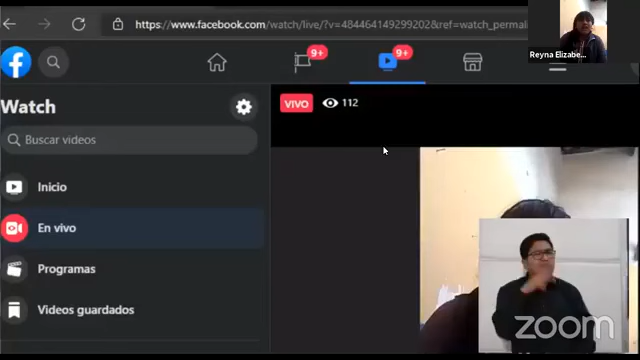 https://www.facebook.com/watch/live/?v=484464149299202&ref=watch_permali
Reyna Elizabe...
9+
9+
Watch
VIVO 112
Buscar videos
Inicio
En vivo
Programas
Videos guardados
zoom